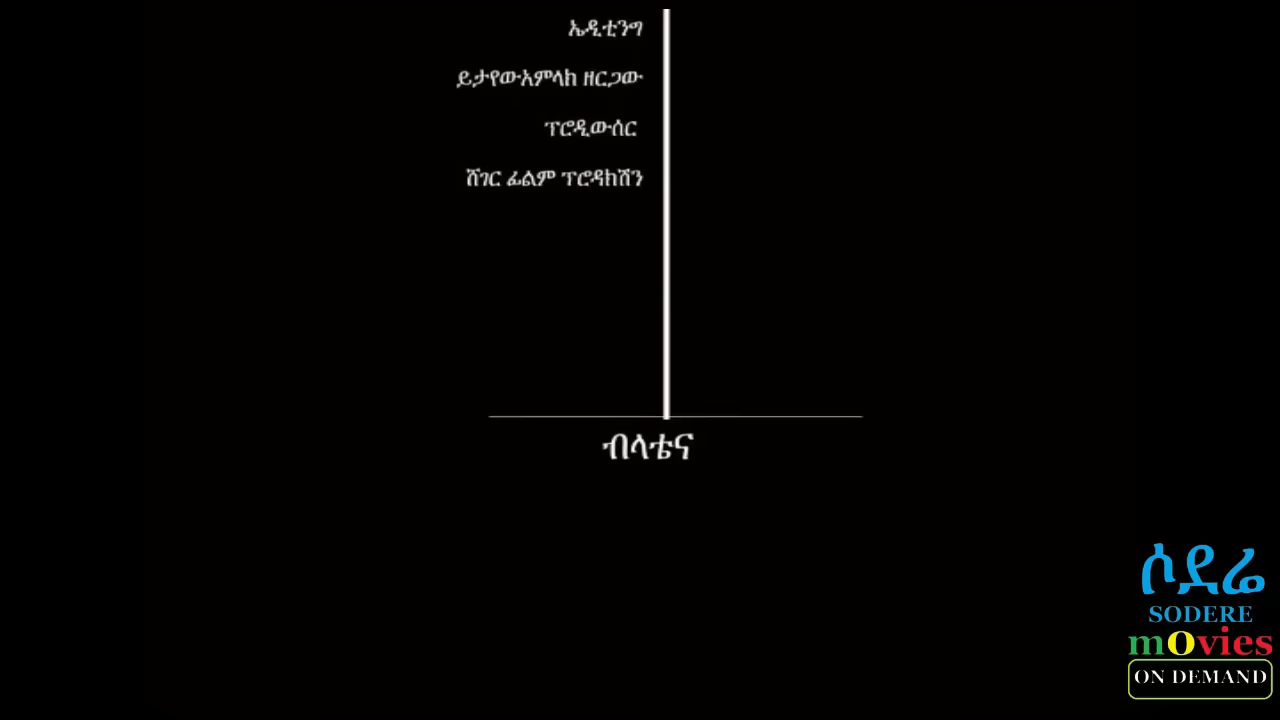 ኤዲቲንግ
ይታየውአምላክ ዘርጋው
ፕሮዲውሰር
ሸገር ፊልም ፕሮዳክሽን
ብላቴና
ሶደሬ
SODERE
mOvies
ON DEMAND